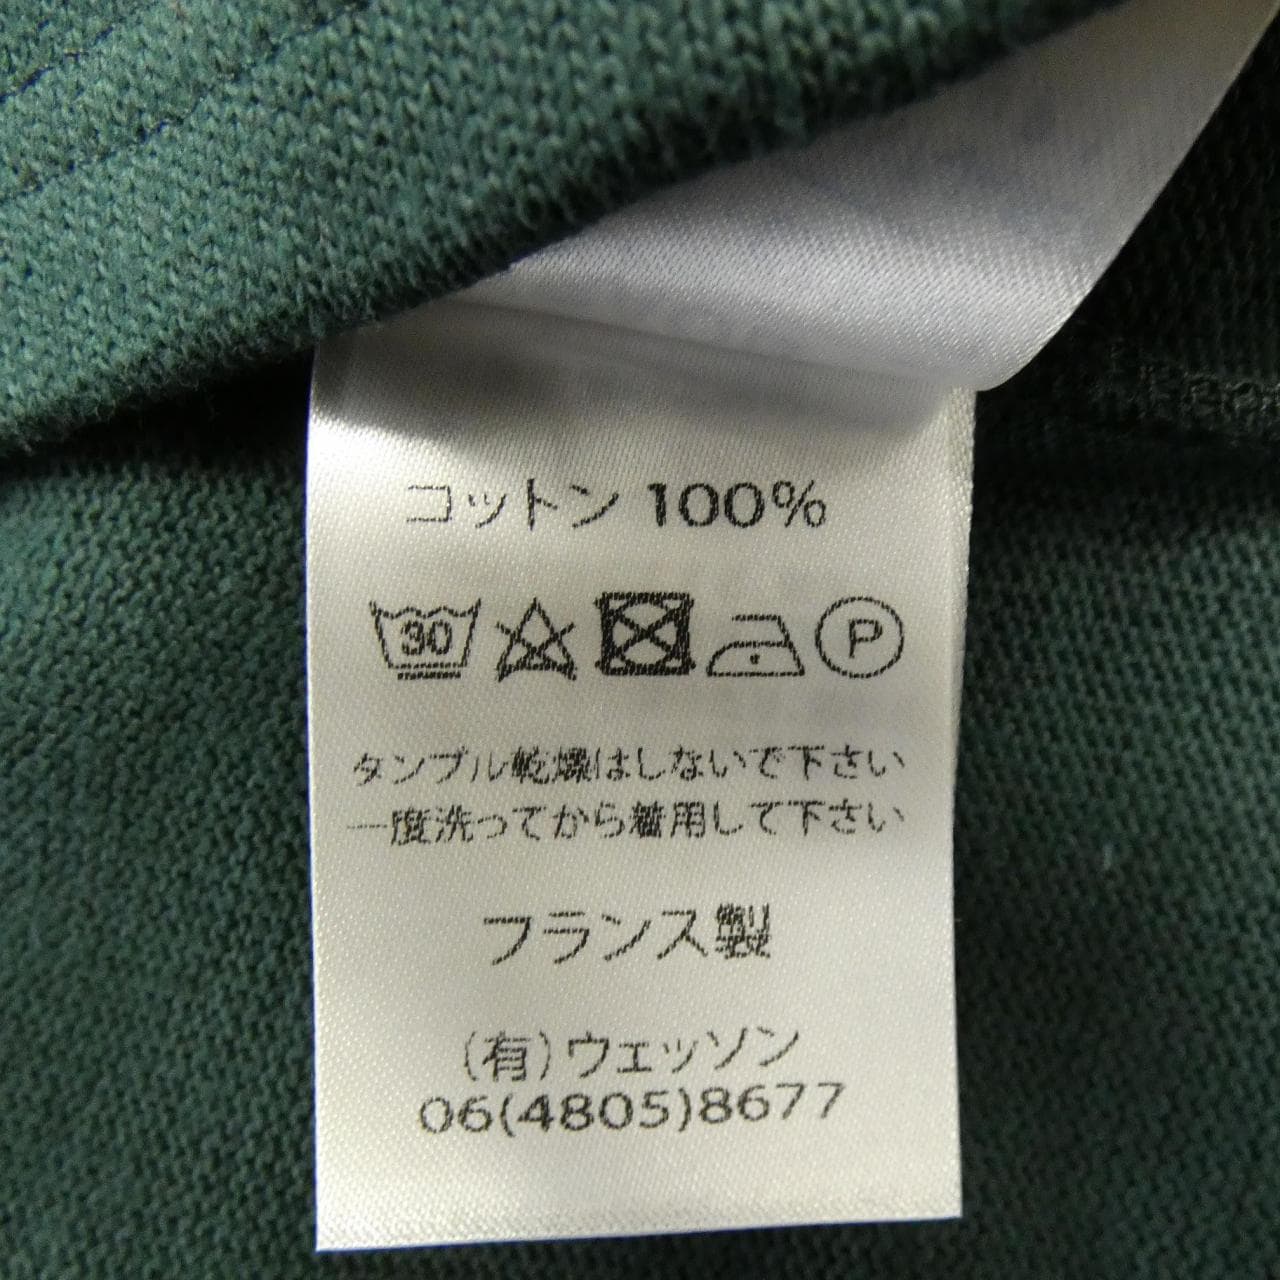 コットン 100%
30 P
タンブル乾燥はしないで下さい
一度洗ってから着用して下さい
フランス製
(有)ウェッソン
06(4805)8677